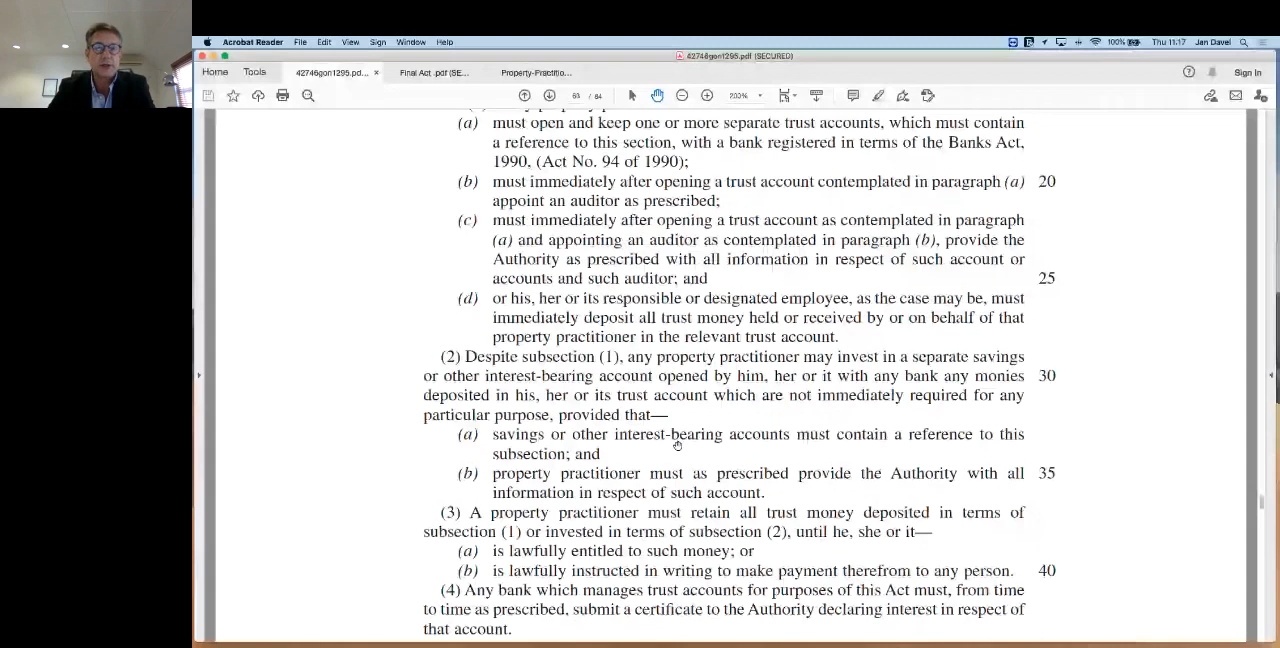 Acrobat Reader File Edit View Sign Window Help 100% Thu 11:17 Jan Davel
42746gon1295.pdf (SECURED)
Home Tools 42746gon1295.pd... × Final Act .pdf (SE... Property-Practitio... Sign In
63 / 84 200%
(a) must open and keep one or more separate trust accounts, which must contain
a reference to this section, with a bank registered in terms of the Banks Act,
1990, (Act No. 94 of 1990);
(b) must immediately after opening a trust account contemplated in paragraph (a) 20
appoint an auditor as prescribed;
(c) must immediately after opening a trust account as contemplated in paragraph
(a) and appointing an auditor as contemplated in paragraph (b), provide the
Authority as prescribed with all information in respect of such account or
accounts and such auditor; and 25
(d) or his, her or its responsible or designated employee, as the case may be, must
immediately deposit all trust money held or received by or on behalf of that
property practitioner in the relevant trust account.
(2) Despite subsection (1), any property practitioner may invest in a separate savings
or other interest-bearing account opened by him, her or it with any bank any monies 30
deposited in his, her or its trust account which are not immediately required for any
particular purpose, provided that—
(a) savings or other interest-bearing accounts must contain a reference to this
subsection; and
(b) property practitioner must as prescribed provide the Authority with all 35
information in respect of such account.
(3) A property practitioner must retain all trust money deposited in terms of
subsection (1) or invested in terms of subsection (2), until he, she or it—
(a) is lawfully entitled to such money; or
(b) is lawfully instructed in writing to make payment therefrom to any person. 40
(4) Any bank which manages trust accounts for purposes of this Act must, from time
to time as prescribed, submit a certificate to the Authority declaring interest in respect of
that account.